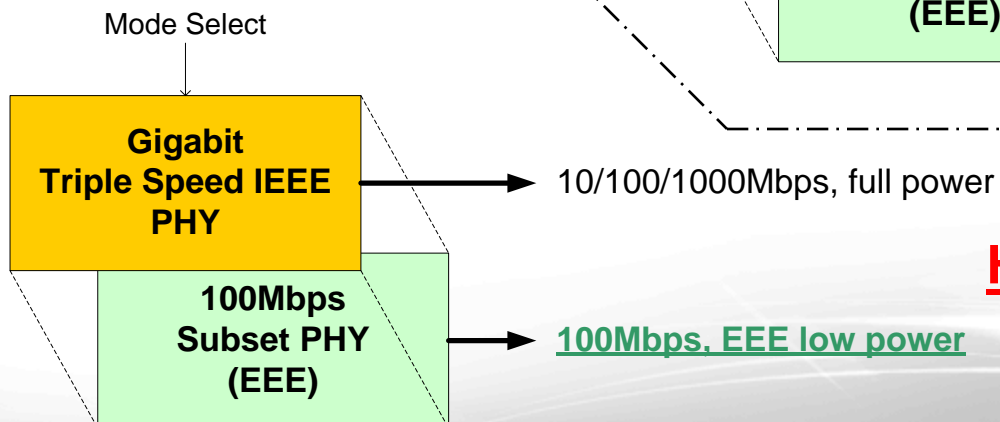 Mode Select
(EEE)
Gigabit
Triple Speed IEEE
PHY
10/100/1000Mbps, full power
100Mbps
Subset PHY
(EEE)
100Mbps, EEE low power